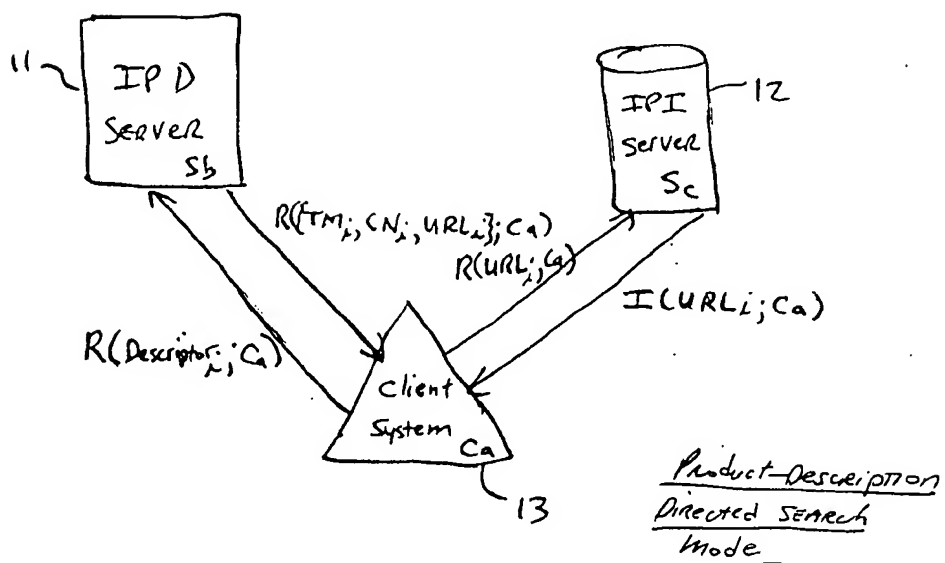 11
IPD
SERVER
Sb
IPI
Server
Sc
12
R({TMi, CNi, URLi}; Ca)
R(URLi; Ca)
I(URLi; Ca)
R(Descriptori; Ca)
Client
System
Ca
13
Product-Description
Directed SEARCH
Mode